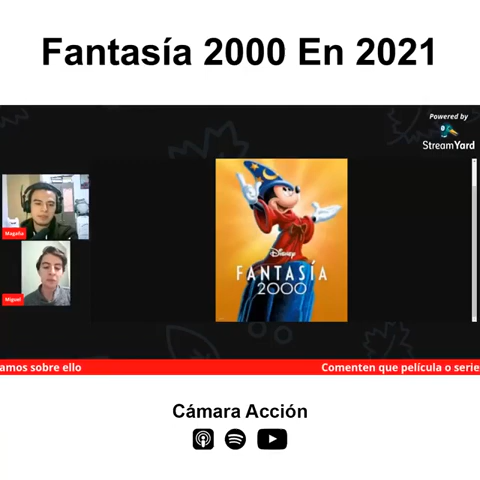 Fantasía 2000 En 2021
Powered by
StreamYard
Magaña
Miguel
Disney
FANTASÍA
2000
amos sobre ello
Comenten que película o serie
Cámara Acción